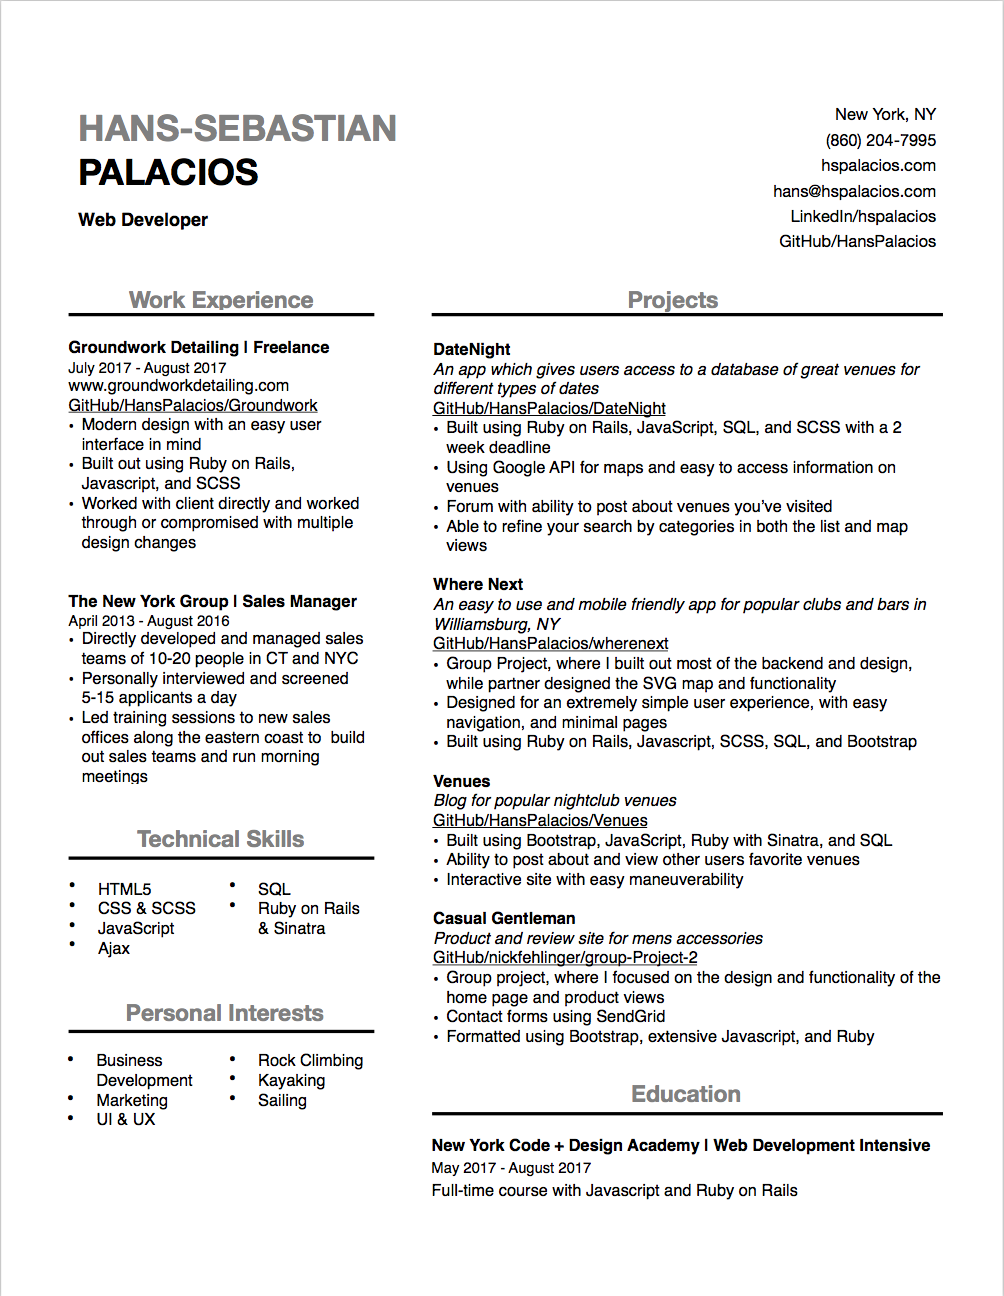 HANS-SEBASTIAN
PALACIOS
Web Developer
New York, NY
(860) 204-7995
hspalacios.com
hans@hspalacios.com
LinkedIn/hspalacios
GitHub/HansPalacios
Work Experience
Groundwork Detailing | Freelance
July 2017 - August 2017
www.groundworkdetailing.com
GitHub/HansPalacios/Groundwork
• Modern design with an easy user
interface in mind
• Built out using Ruby on Rails,
Javascript, and SCSS
• Worked with client directly and worked
through or compromised with multiple
design changes
The New York Group | Sales Manager
April 2013 - August 2016
• Directly developed and managed sales
teams of 10-20 people in CT and NYC
• Personally interviewed and screened
5-15 applicants a day
• Led training sessions to new sales
offices along the eastern coast to  build
out sales teams and run morning
meetings
Technical Skills
• HTML5
• CSS & SCSS
• JavaScript
• Ajax
• SQL
• Ruby on Rails
& Sinatra
Personal Interests
• Business
Development
• Marketing
• UI & UX
• Rock Climbing
• Kayaking
• Sailing
Projects
DateNight
An app which gives users access to a database of great venues for
different types of dates
GitHub/HansPalacios/DateNight
• Built using Ruby on Rails, JavaScript, SQL, and SCSS with a 2
week deadline
• Using Google API for maps and easy to access information on
venues
• Forum with ability to post about venues you’ve visited
• Able to refine your search by categories in both the list and map
views
Where Next
An easy to use and mobile friendly app for popular clubs and bars in
Williamsburg, NY
GitHub/HansPalacios/wherenext
• Group Project, where I built out most of the backend and design,
while partner designed the SVG map and functionality
• Designed for an extremely simple user experience, with easy
navigation, and minimal pages
• Built using Ruby on Rails, Javascript, SCSS, SQL, and Bootstrap
Venues
Blog for popular nightclub venues
GitHub/HansPalacios/Venues
• Built using Bootstrap, JavaScript, Ruby with Sinatra, and SQL
• Ability to post about and view other users favorite venues
• Interactive site with easy maneuverability
Casual Gentleman
Product and review site for mens accessories
GitHub/nickfehlinger/group-Project-2
• Group project, where I focused on the design and functionality of the
home page and product views
• Contact forms using SendGrid
• Formatted using Bootstrap, extensive Javascript, and Ruby
Education
New York Code + Design Academy | Web Development Intensive
May 2017 - August 2017
Full-time course with Javascript and Ruby on Rails